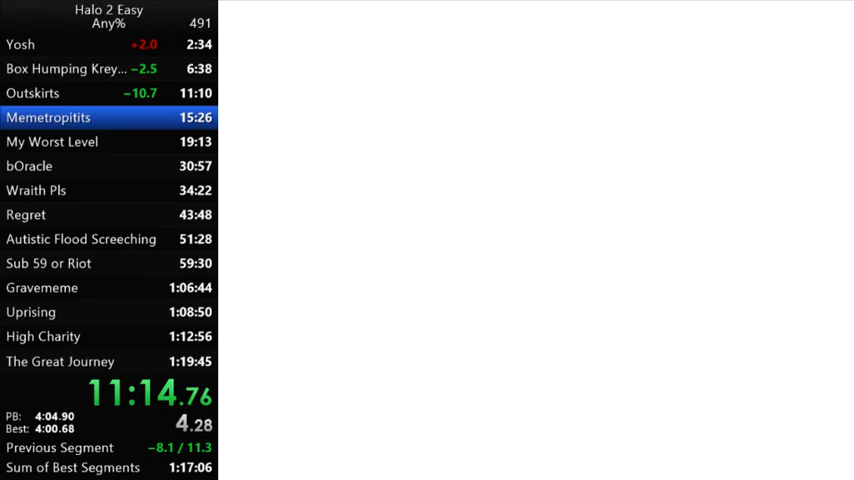 Halo 2 Easy
Any% 491
Yosh +2.0 2:34
Box Humping Krey... −2.5 6:38
Outskirts −10.7 11:10
Memetropitits 15:26
My Worst Level 19:13
bOracle 30:57
Wraith Pls 34:22
Regret 43:48
Autistic Flood Screeching 51:28
Sub 59 or Riot 59:30
Gravememe 1:06:44
Uprising 1:08:50
High Charity 1:12:56
The Great Journey 1:19:45
11:14.76
PB: 4:04.90
Best: 4:00.68 4.28
Previous Segment −8.1 / 11.3
Sum of Best Segments 1:17:06